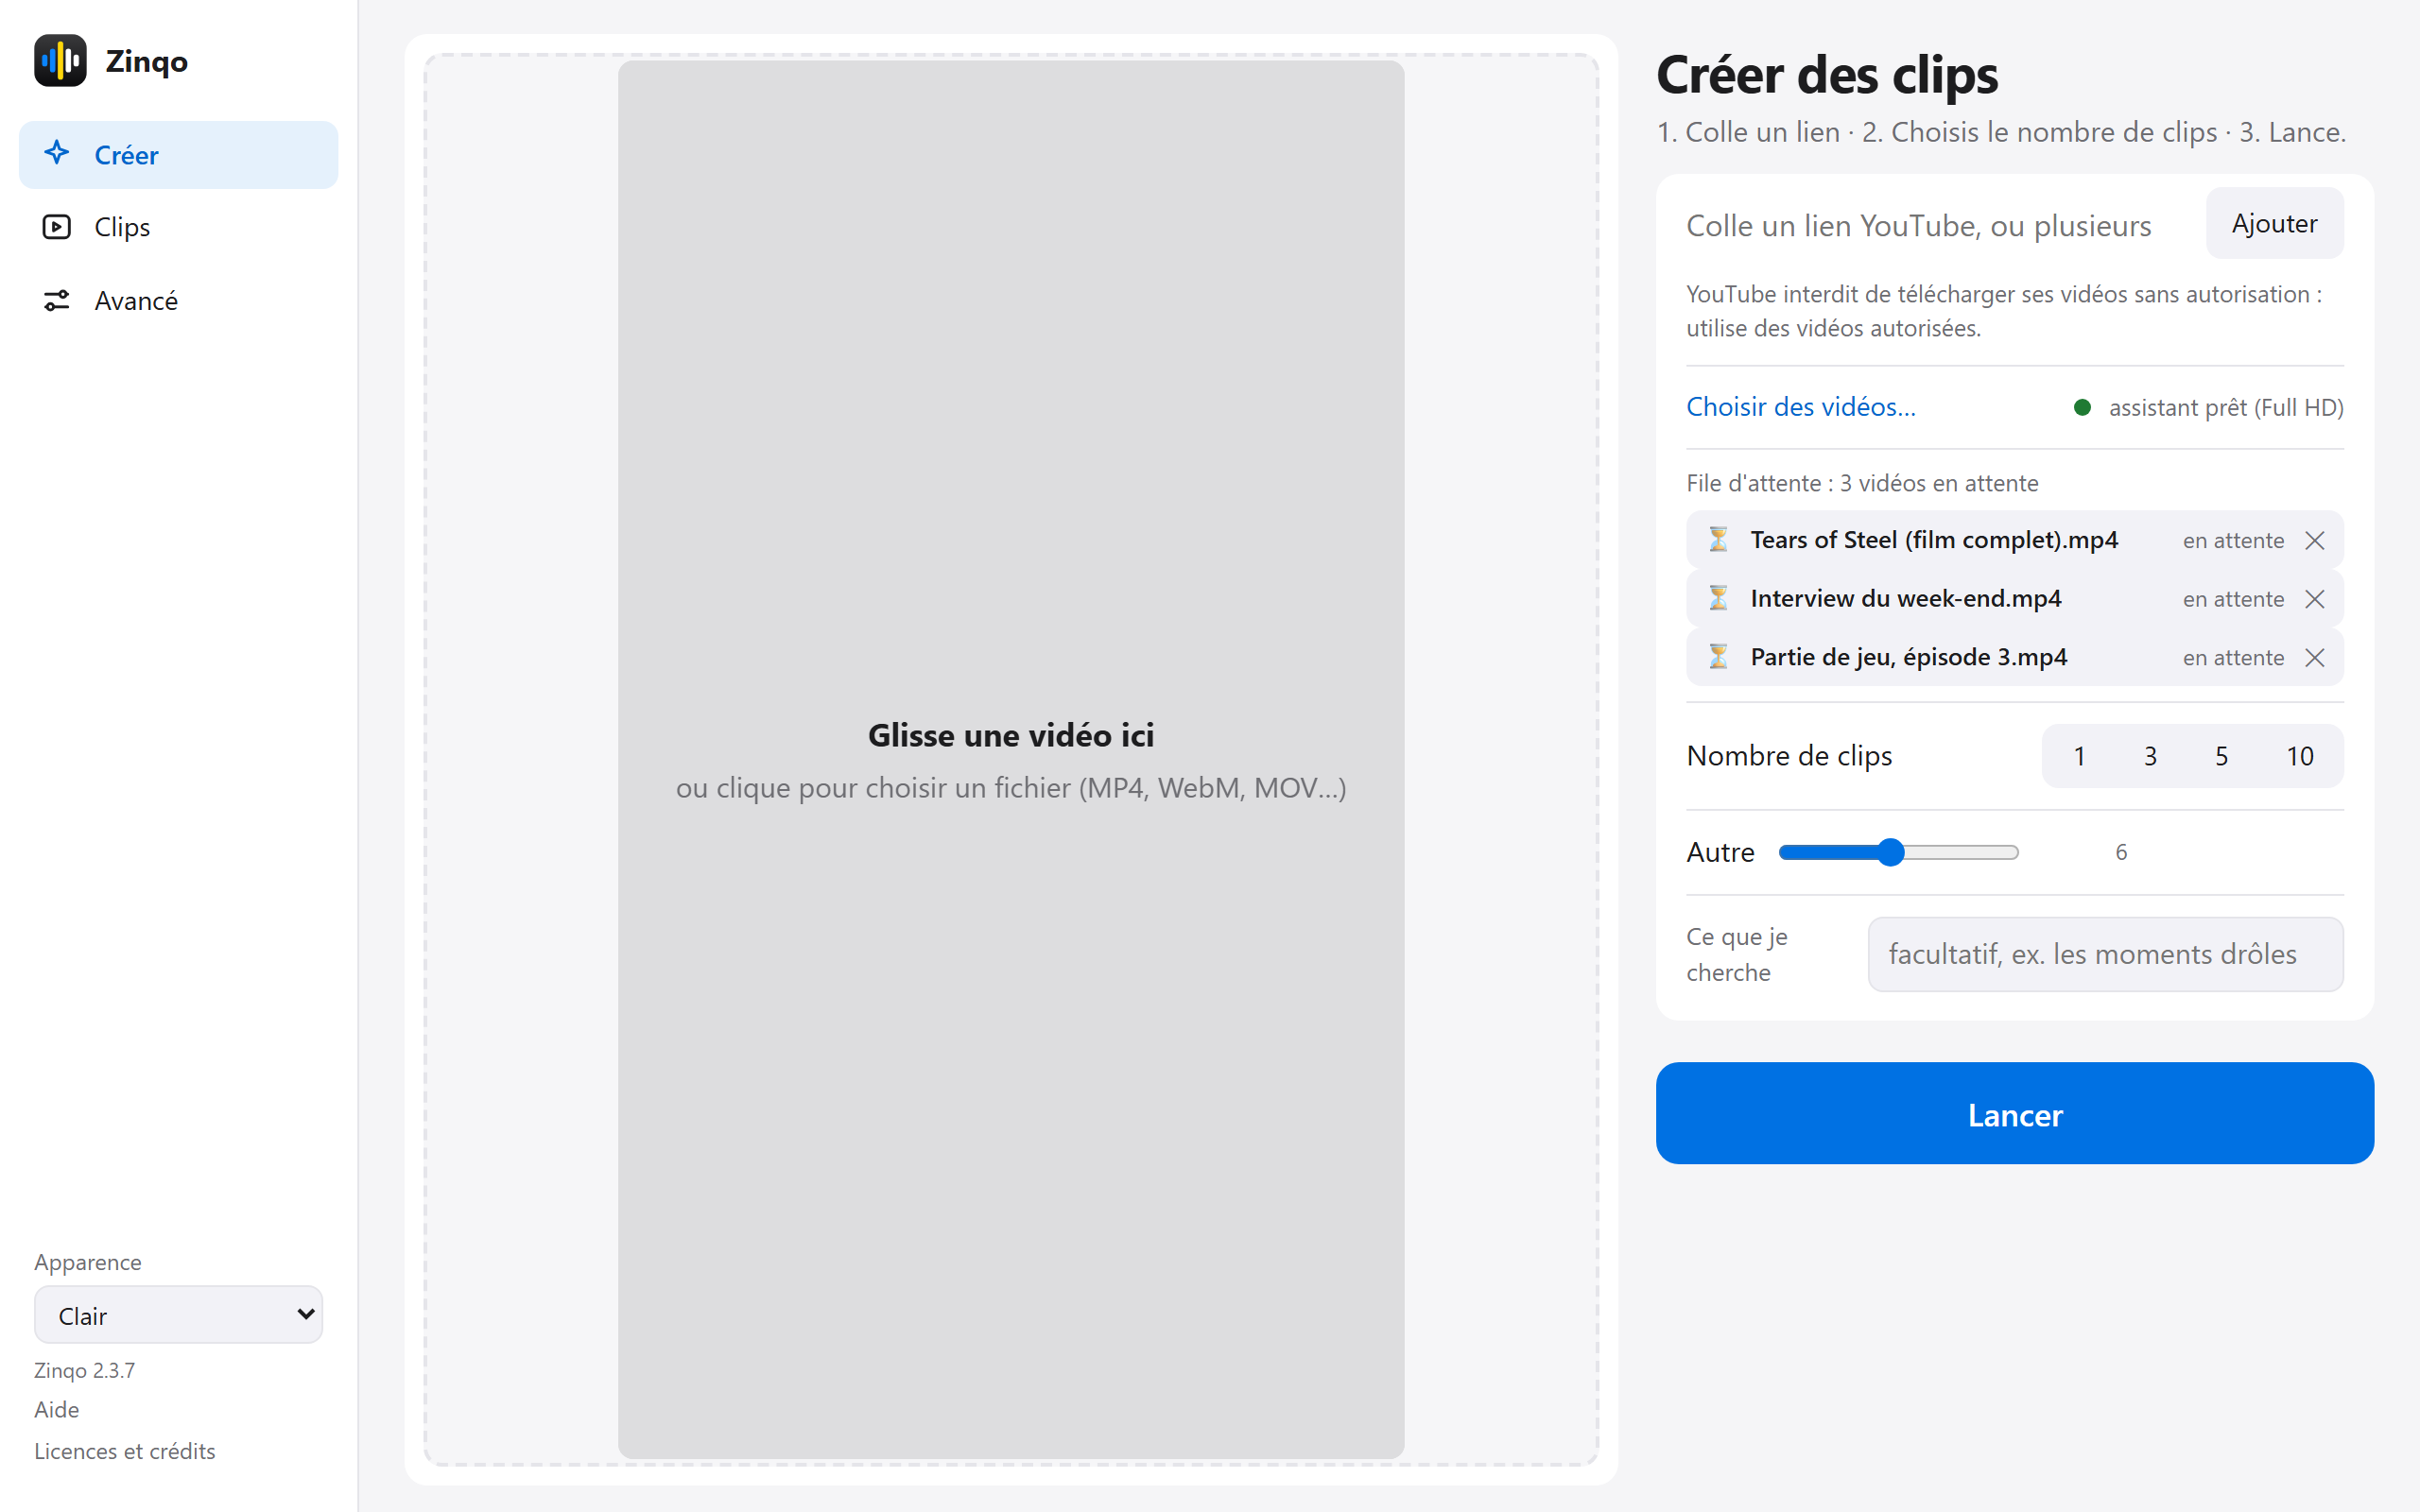 Zinqo
Créer
Clips
Avancé
Apparence
Clair
Zinqo 2.3.7
Aide
Licences et crédits
Glisse une vidéo ici
ou clique pour choisir un fichier (MP4, WebM, MOV...)
Créer des clips
1. Colle un lien · 2. Choisis le nombre de clips · 3. Lance.
Colle un lien YouTube, ou plusieurs
Ajouter
YouTube interdit de télécharger ses vidéos sans autorisation :
utilise des vidéos autorisées.
Choisir des vidéos...
assistant prêt (Full HD)
File d'attente : 3 vidéos en attente
Tears of Steel (film complet).mp4 en attente
Interview du week-end.mp4 en attente
Partie de jeu, épisode 3.mp4 en attente
Nombre de clips 1 3 5 10
Autre 6
Ce que je
cherche
facultatif, ex. les moments drôles
Lancer